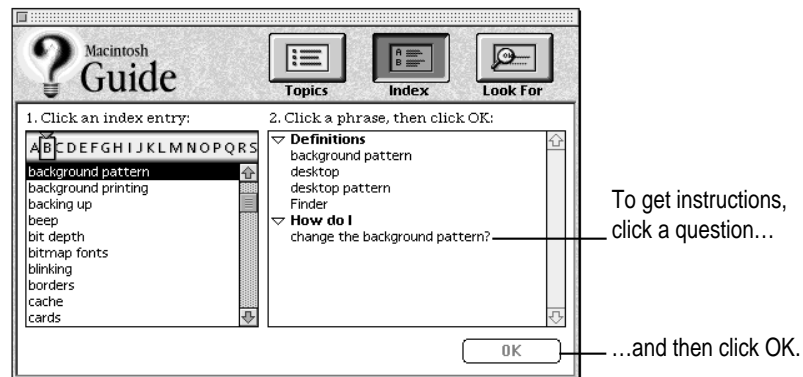 Macintosh
Guide
Topics
Index
Look For
1. Click an index entry:
ABCDEFGHIJKLMNOPQRS
background pattern
background printing
backing up
beep
bit depth
bitmap fonts
blinking
borders
cache
cards
2. Click a phrase, then click OK:
Definitions
background pattern
desktop
desktop pattern
Finder
How do I
change the background pattern?
OK
To get instructions,
click a question…
…and then click OK.